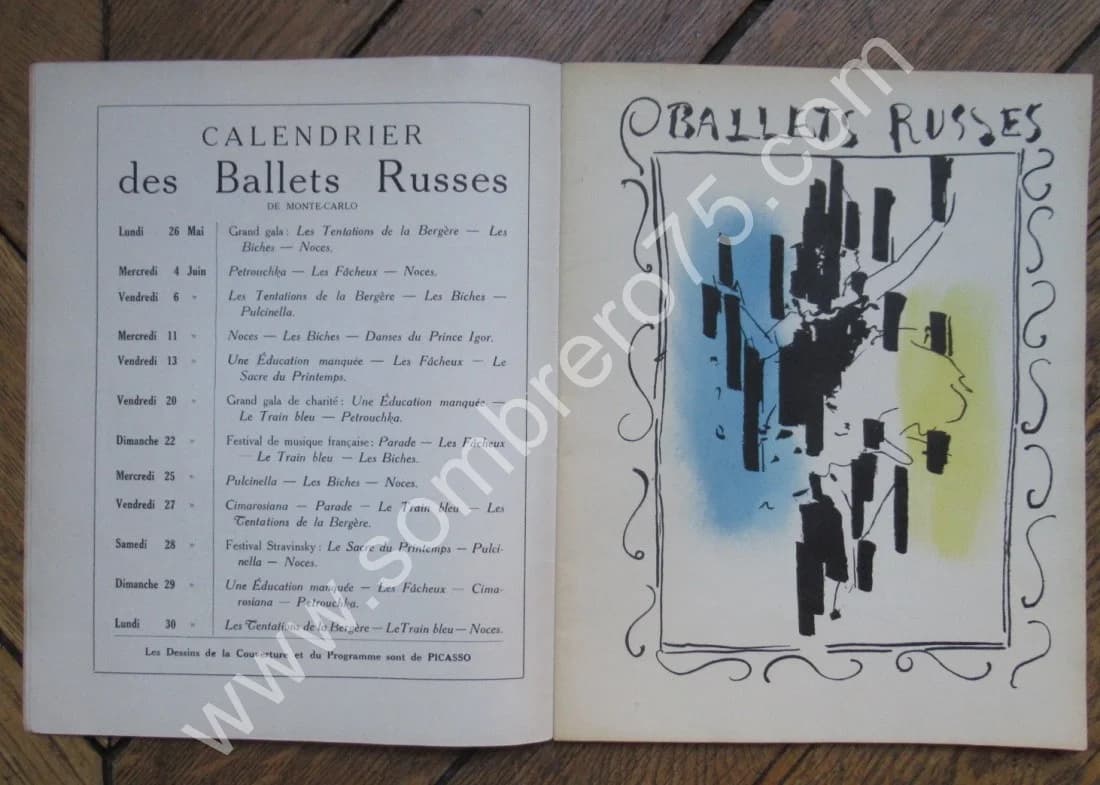 CALENDRIER
des Ballets Russes
DE MONTE-CARLO
Lundi 26 Mai Grand gala : Les Tentations de la Bergère — Les
Biches — Noces.
Mercredi 4 Juin Petrouchka — Les Fâcheux — Noces.
Vendredi 6 » Les Tentations de la Bergère — Les Biches —
Pulcinella.
Mercredi 11 » Noces — Les Biches — Danses du Prince Igor.
Vendredi 13 » Une Éducation manquée — Les Fâcheux — Le
Sacre du Printemps.
Vendredi 20 » Grand gala de charité : Une Éducation manquée —
Le Train bleu — Petrouchka.
Dimanche 22 » Festival de musique française : Parade — Les Fâcheux
— Le Train bleu — Les Biches.
Mercredi 25 » Pulcinella — Les Biches — Noces.
Vendredi 27 » Cimarosiana — Parade — Le Train bleu — Les
Tentations de la Bergère.
Samedi 28 » Festival Stravinsky : Le Sacre du Printemps — Pulci-
nella — Noces.
Dimanche 29 » Une Éducation manquée — Les Fâcheux — Cima-
rosiana — Petrouchka.
Lundi 30 » Les Tentations de la Bergère — Le Train bleu — Noces.
Les Dessins de la Couverture et du Programme sont de PICASSO
BALLETS RUSSES
www.sombrero75.com